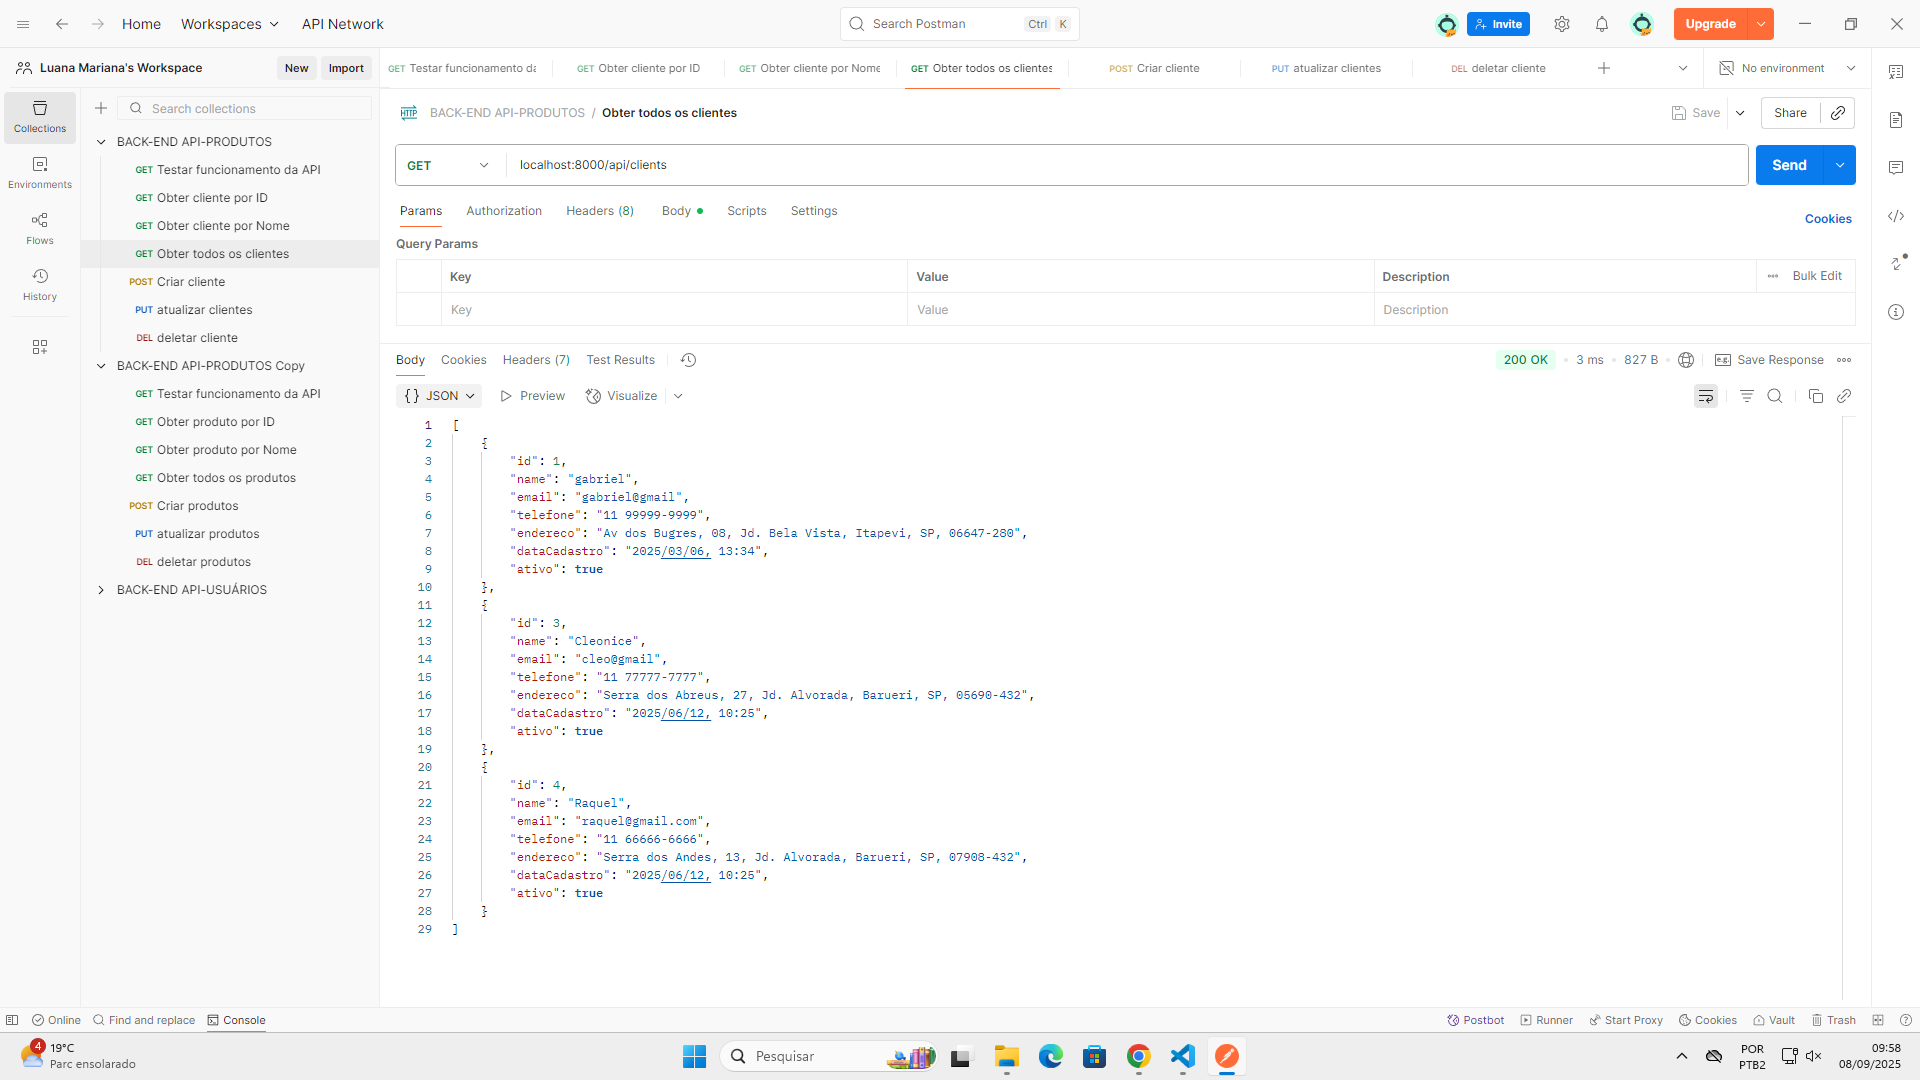 Home Workspaces API Network Search Postman Ctrl K Invite Upgrade
Luana Mariana's Workspace New Import
GET Testar funcionamento da GET Obter cliente por ID GET Obter cliente por Nome GET Obter todos os clientes POST Criar cliente PUT atualizar clientes DEL deletar cliente No environment
Collections
Environments
Flows
History
Search collections
BACK-END API-PRODUTOS
GET Testar funcionamento da API
GET Obter cliente por ID
GET Obter cliente por Nome
GET Obter todos os clientes
POST Criar cliente
PUT atualizar clientes
DEL deletar cliente
BACK-END API-PRODUTOS Copy
GET Testar funcionamento da API
GET Obter produto por ID
GET Obter produto por Nome
GET Obter todos os produtos
POST Criar produtos
PUT atualizar produtos
DEL deletar produtos
BACK-END API-USUÁRIOS
HTTP BACK-END API-PRODUTOS / Obter todos os clientes Save Share
GET localhost:8000/api/clients Send
Params Authorization Headers (8) Body Scripts Settings Cookies
Query Params
Key Value Description Bulk Edit
Key Value Description
Body Cookies Headers (7) Test Results 200 OK 3 ms 827 B e.g. Save Response
{} JSON Preview Visualize
1 [
2 {
3 "id": 1,
4 "name": "gabriel",
5 "email": "gabriel@gmail",
6 "telefone": "11 99999-9999",
7 "endereco": "Av dos Bugres, 08, Jd. Bela Vista, Itapevi, SP, 06647-280",
8 "dataCadastro": "2025/03/06, 13:34",
9 "ativo": true
10 },
11 {
12 "id": 3,
13 "name": "Cleonice",
14 "email": "cleo@gmail",
15 "telefone": "11 77777-7777",
16 "endereco": "Serra dos Abreus, 27, Jd. Alvorada, Barueri, SP, 05690-432",
17 "dataCadastro": "2025/06/12, 10:25",
18 "ativo": true
19 },
20 {
21 "id": 4,
22 "name": "Raquel",
23 "email": "raquel@gmail.com",
24 "telefone": "11 66666-6666",
25 "endereco": "Serra dos Andes, 13, Jd. Alvorada, Barueri, SP, 07908-432",
26 "dataCadastro": "2025/06/12, 10:25",
27 "ativo": true
28 }
29 ]
Online Find and replace Console Postbot Runner Start Proxy Cookies Vault Trash
4 19°C
Parc ensolarado
Pesquisar
POR
PTB2
09:58
08/09/2025